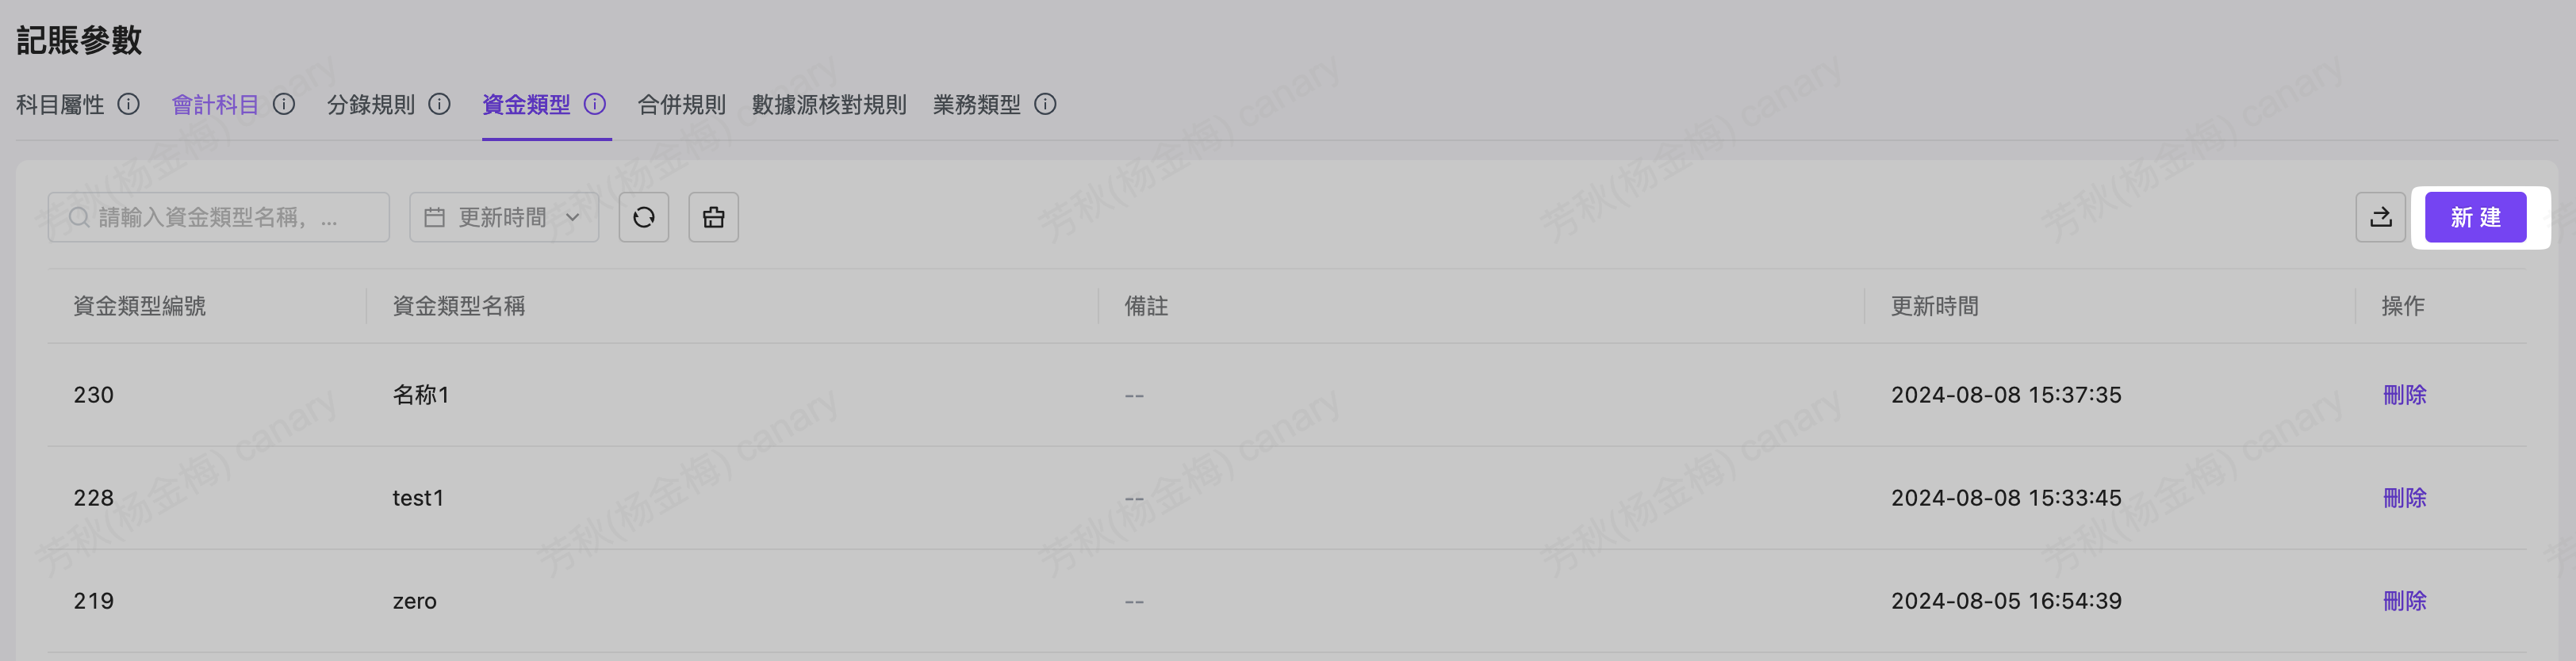 記賬參數
科目屬性 會計科目 分錄規則 資金類型 合併規則 數據源核對規則 業務類型
請輸入資金類型名稱, ... 更新時間 新建
資金類型編號 資金類型名稱 備註 更新時間 操作
230 名称1 -- 2024-08-08 15:37:35 刪除
228 test1 -- 2024-08-08 15:33:45 刪除
219 zero -- 2024-08-05 16:54:39 刪除
芳秋(杨金梅) canary